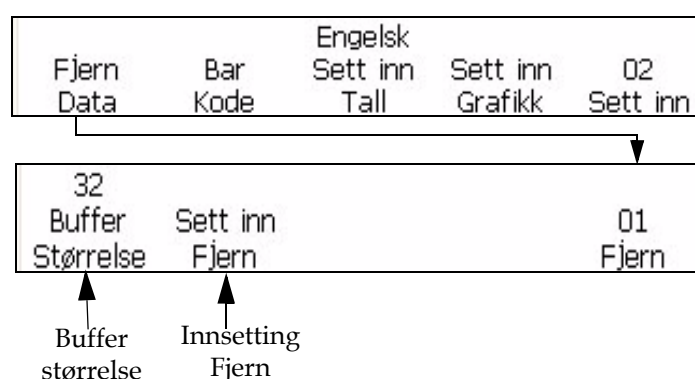 Engelsk
Fjern Bar Sett inn Sett inn 02
Data Kode Tall Grafikk Sett inn
32
Buffer Sett inn 01
Størrelse Fjern Fjern
Buffer Innsetting
størrelse Fjern